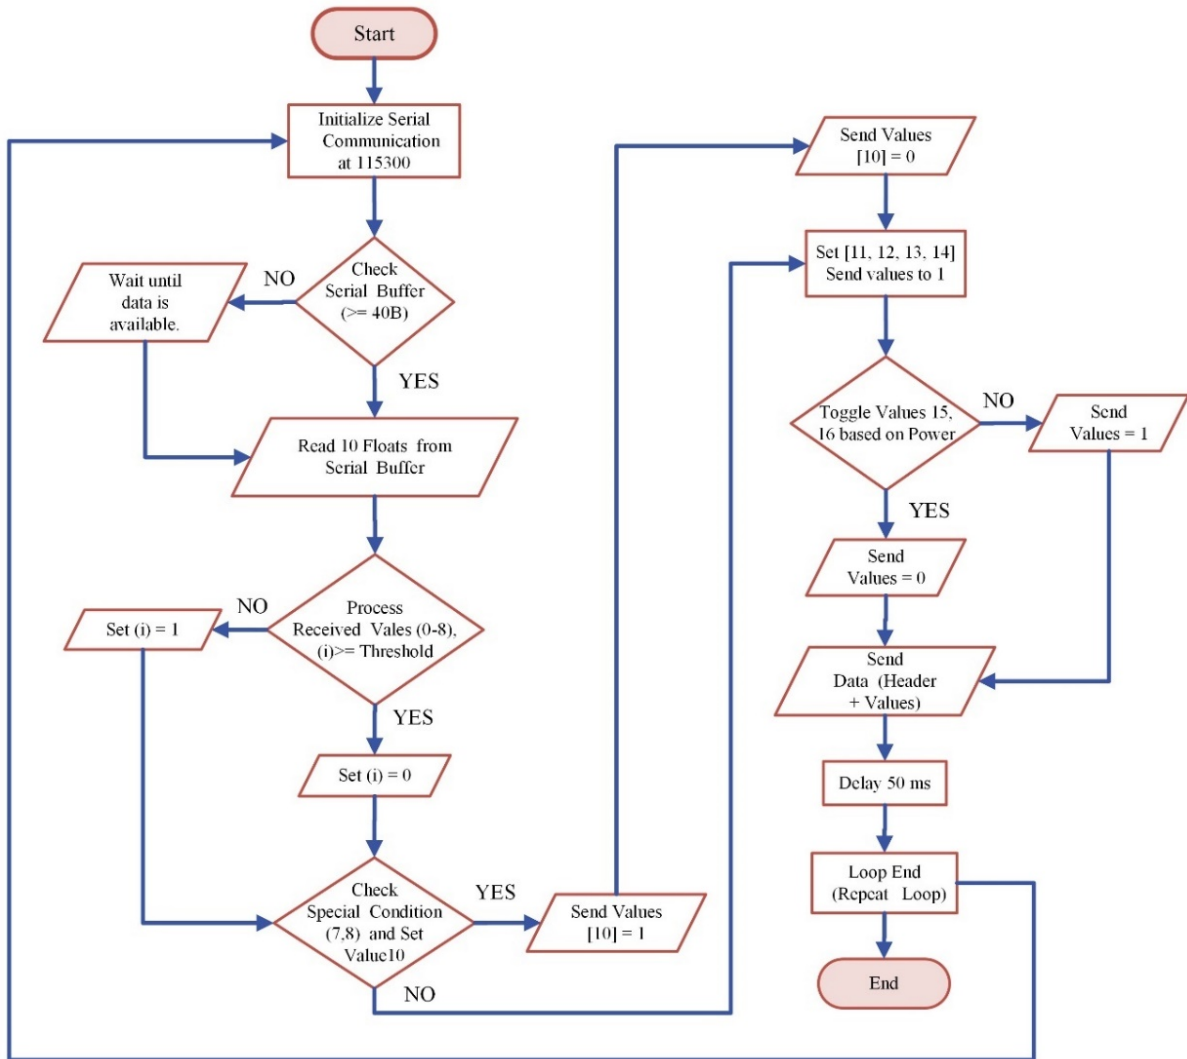 Start
Initialize Serial
Communication
at 115300
Check
Serial Buffer
(>= 40B)
NO
Wait until
data is
available.
YES
Read 10 Floats from
Serial Buffer
Process
Received Vales (0-8),
(i)>= Threshold
NO
Set (i) = 1
YES
Set (i) = 0
Check
Special Condition
(7,8) and Set
Value10
YES
Send Values
[10] = 1
NO
Send Values
[10] = 0
Set [11, 12, 13, 14]
Send values to 1
Toggle Values 15,
16 based on Power
NO
Send
Values = 1
YES
Send
Values = 0
Send
Data (Header
+ Values)
Delay 50 ms
Loop End
(Repeat Loop)
End